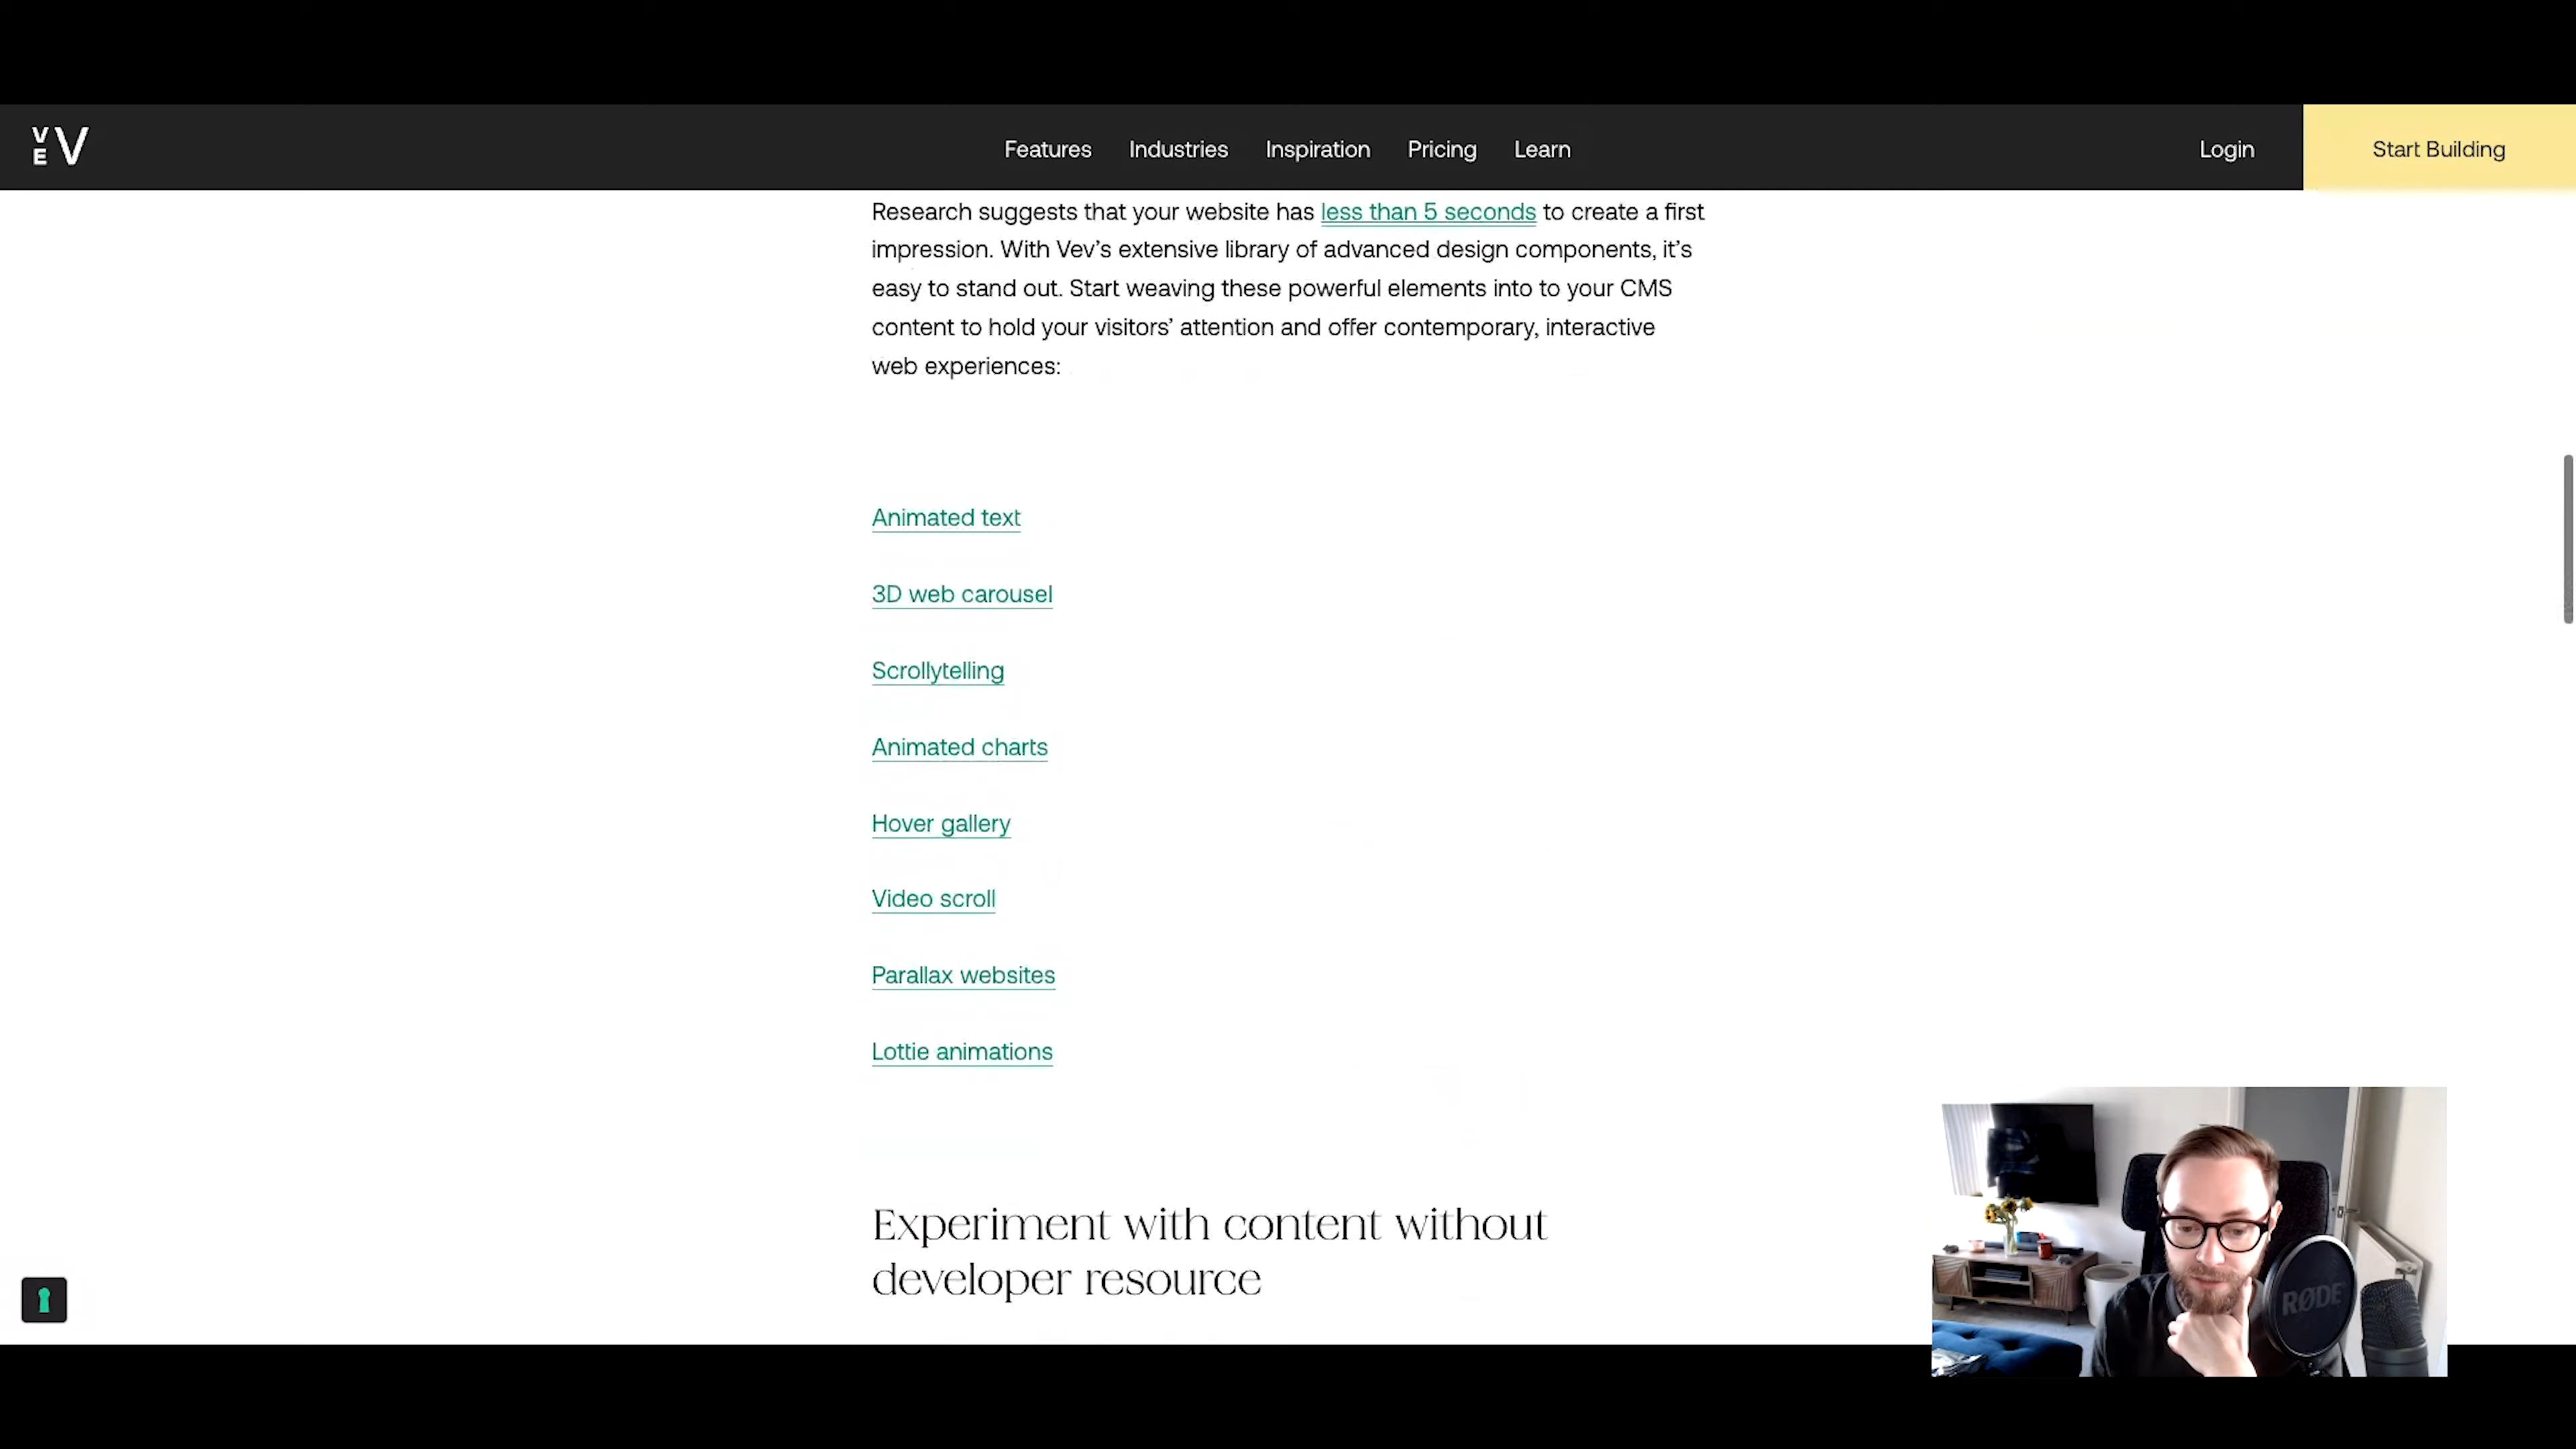 VEV
Features Industries Inspiration Pricing Learn Login Start Building
Research suggests that your website has less than 5 seconds to create a first
impression. With Vev’s extensive library of advanced design components, it’s
easy to stand out. Start weaving these powerful elements into to your CMS
content to hold your visitors’ attention and offer contemporary, interactive
web experiences:
Animated text
3D web carousel
Scrollytelling
Animated charts
Hover gallery
Video scroll
Parallax websites
Lottie animations
Experiment with content without
developer resource
RØDE